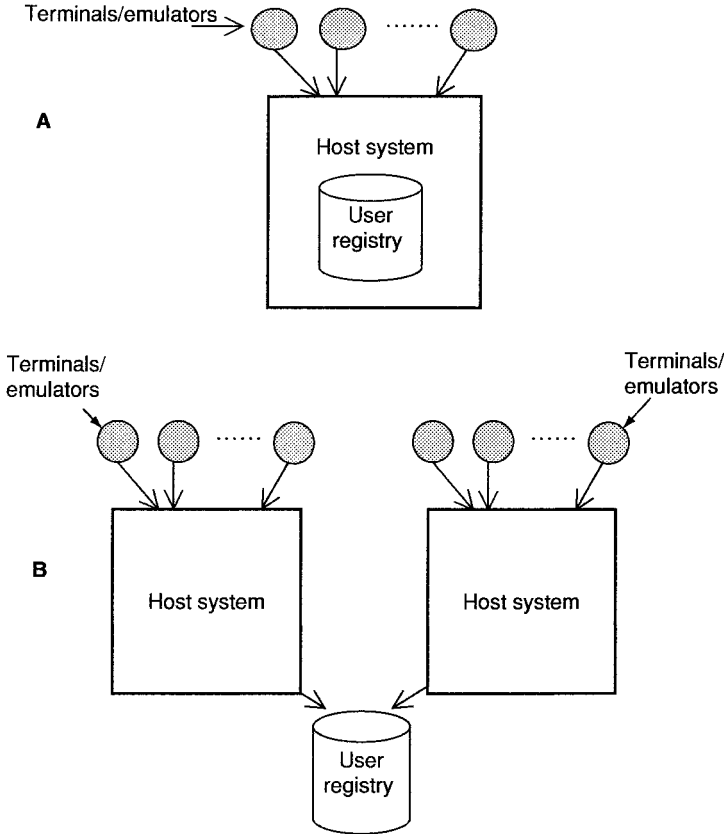 Terminals/emulators
A
Host system
User
registry
Terminals/
emulators
Terminals/
emulators
B
Host system
Host system
User
registry